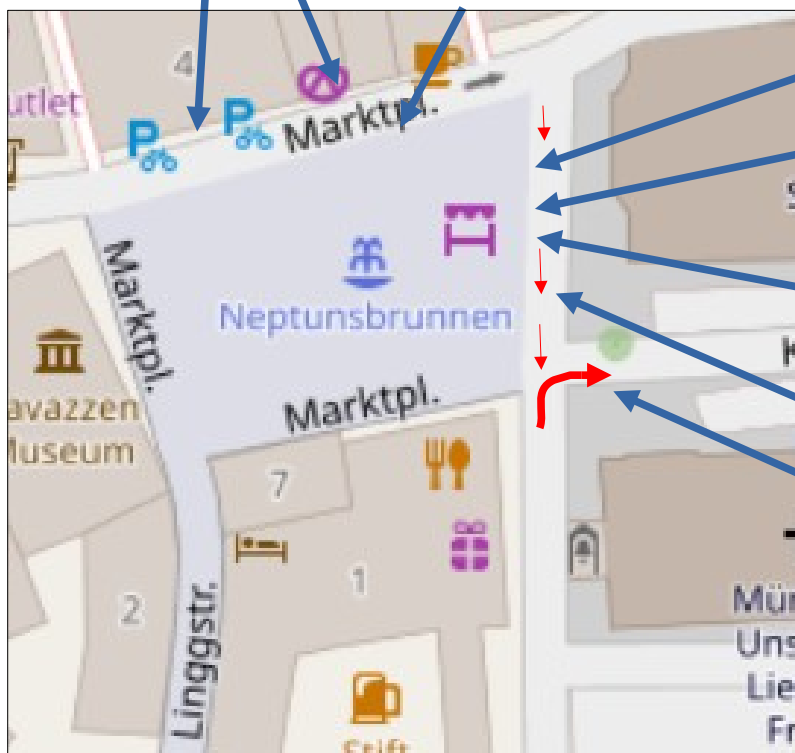 4
utlet
P
P
Marktpl.
S
Marktpl.
Neptunsbrunnen
K
avazzen
Museum
Marktpl.
7
1
2
Linggstr.
Mün
Uns
Lie
Fr
Stift